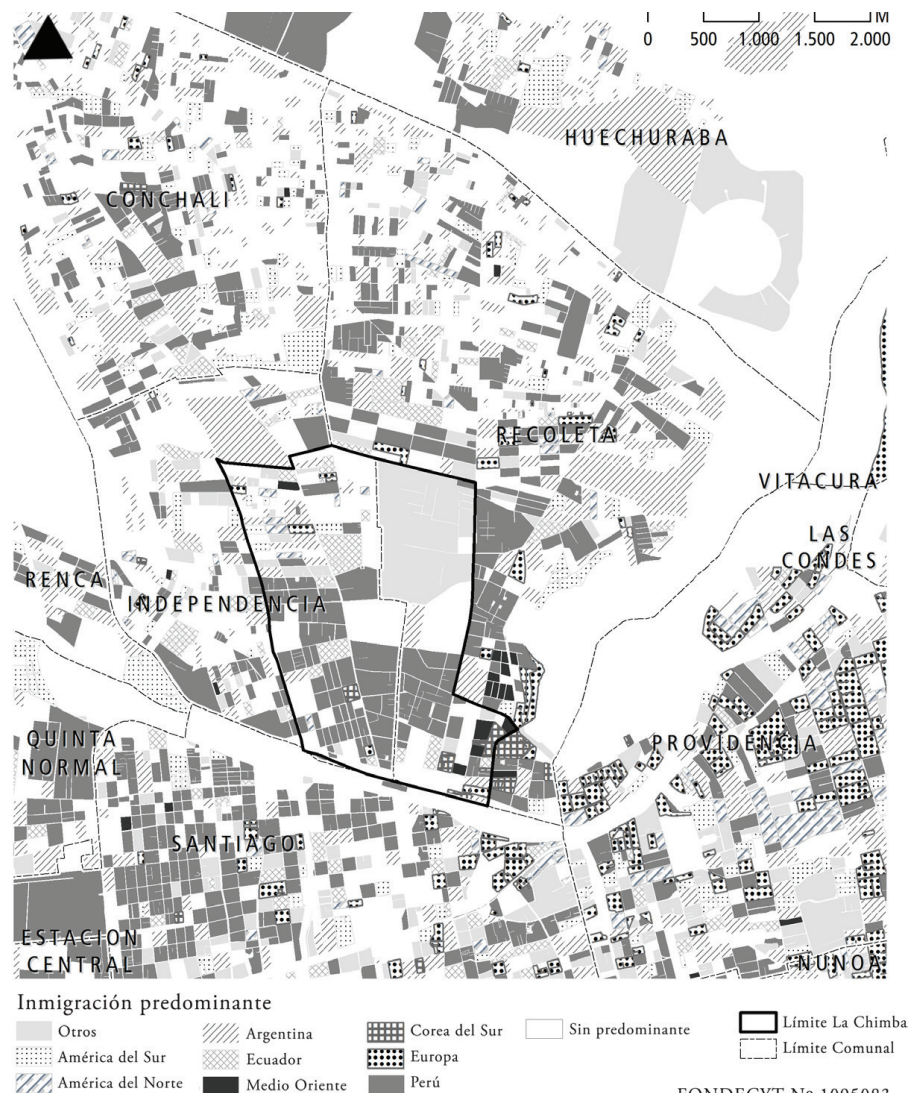 M
0 500 1.000 1.500 2.000
HUECHURABA
CONCHALI
RECOLETA
VITACURA
LAS
CONDES
RENCA
INDEPENDENCIA
QUINTA
NORMAL
PROVIDENCIA
SANTIAGO
ESTACION
CENTRAL
NUNOA
Inmigración predominante
Otros
América del Sur
América del Norte
Argentina
Ecuador
Medio Oriente
Corea del Sur
Europa
Perú
Sin predominante
Límite La Chimba
Límite Comunal